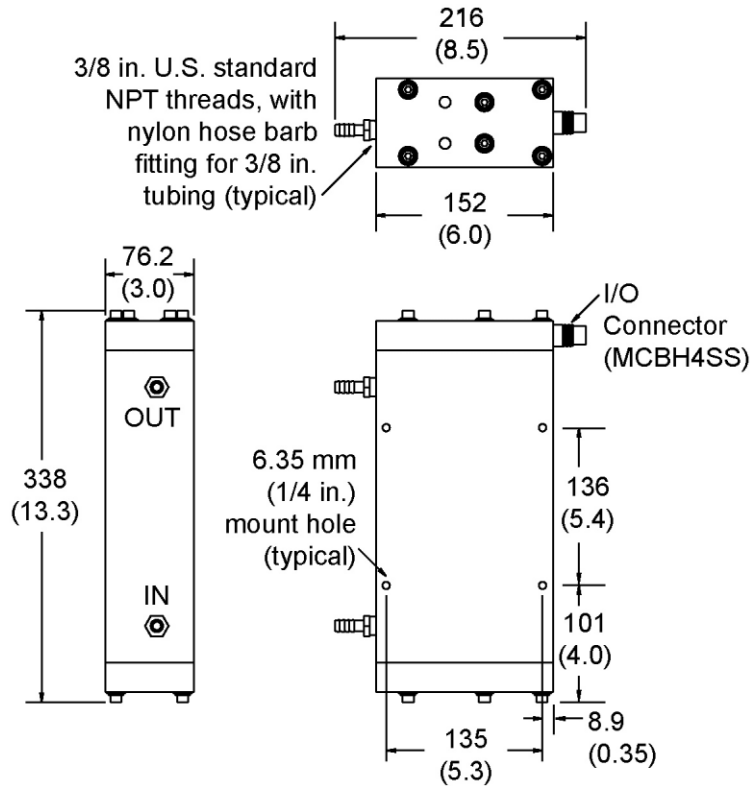 216
(8.5)
3/8 in. U.S. standard
NPT threads, with
nylon hose barb
fitting for 3/8 in.
tubing (typical)
152
(6.0)
76.2
(3.0)
I/O
Connector
(MCBH4SS)
OUT
338
(13.3)
6.35 mm
(1/4 in.)
mount hole
(typical)
136
(5.4)
IN
101
(4.0)
8.9
(0.35)
135
(5.3)